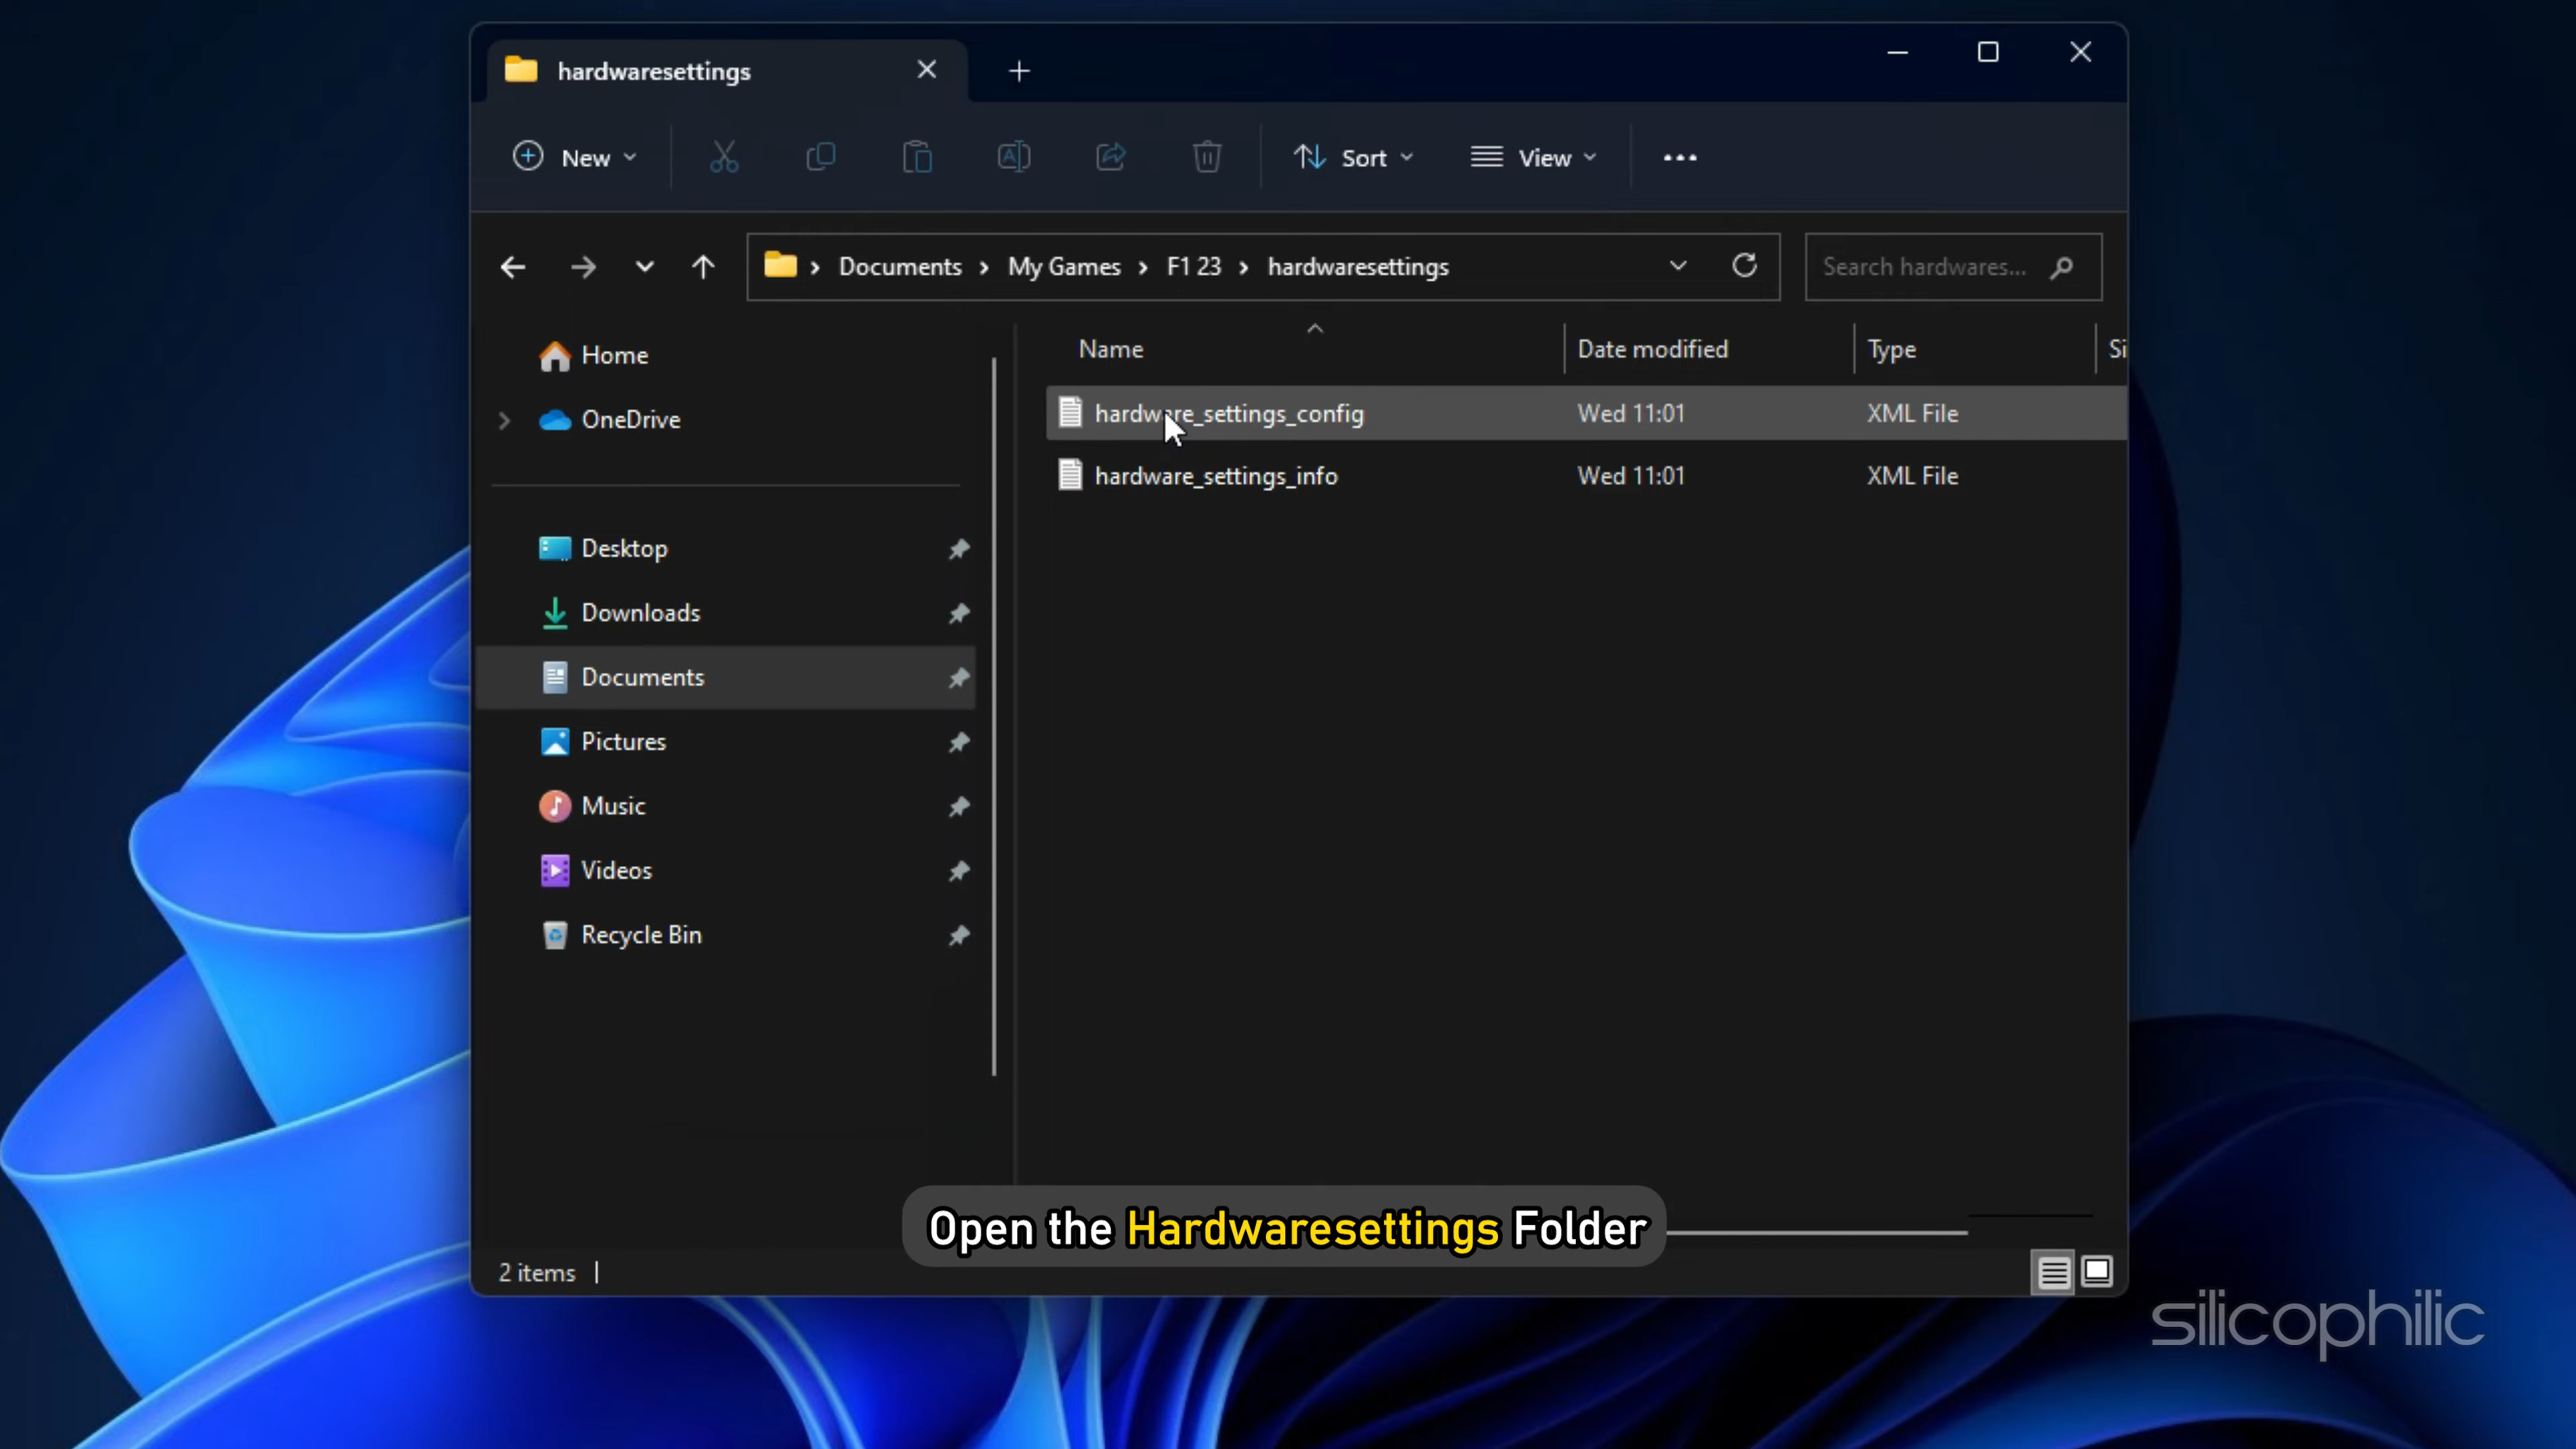 hardwaresettings
New
Sort
View
Documents > My Games > F1 23 > hardwaresettings
Search hardwares...
Home
OneDrive
Desktop
Downloads
Documents
Pictures
Music
Videos
Recycle Bin
Name Date modified Type Si
hardware_settings_config Wed 11:01 XML File
hardware_settings_info Wed 11:01 XML File
Open the Hardwaresettings Folder
2 items
silicophilic